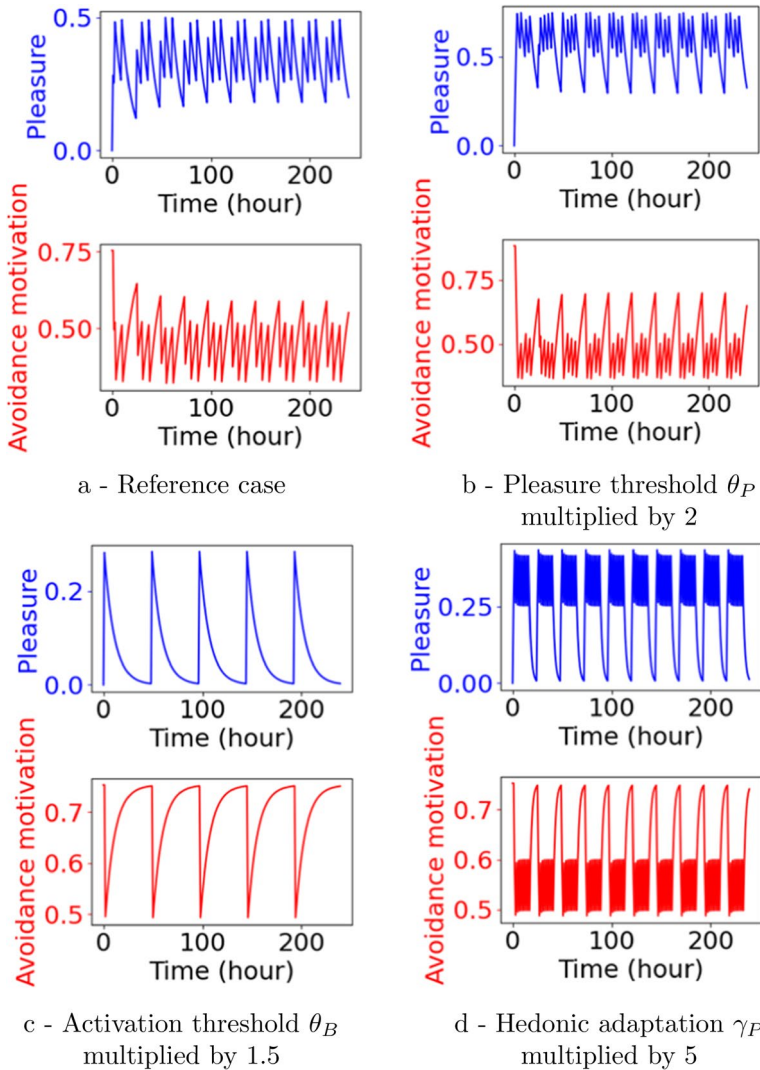 Pleasure
0.5
0.0
0
100
200
Time (hour)
Avoidance motivation
0.75
0.50
0
100
200
Time (hour)
a - Reference case
Pleasure
0.5
0.0
0
100
200
Time (hour)
Avoidance motivation
0.75
0.50
0
100
200
Time (hour)
b - Pleasure threshold θ_P
multiplied by 2
Pleasure
0.2
0.0
0
100
200
Time (hour)
Avoidance motivation
0.7
0.6
0.5
0
100
200
Time (hour)
c - Activation threshold θ_B
multiplied by 1.5
Pleasure
0.25
0.00
0
100
200
Time (hour)
Avoidance motivation
0.7
0.6
0.5
0
100
200
Time (hour)
d - Hedonic adaptation γ_P
multiplied by 5